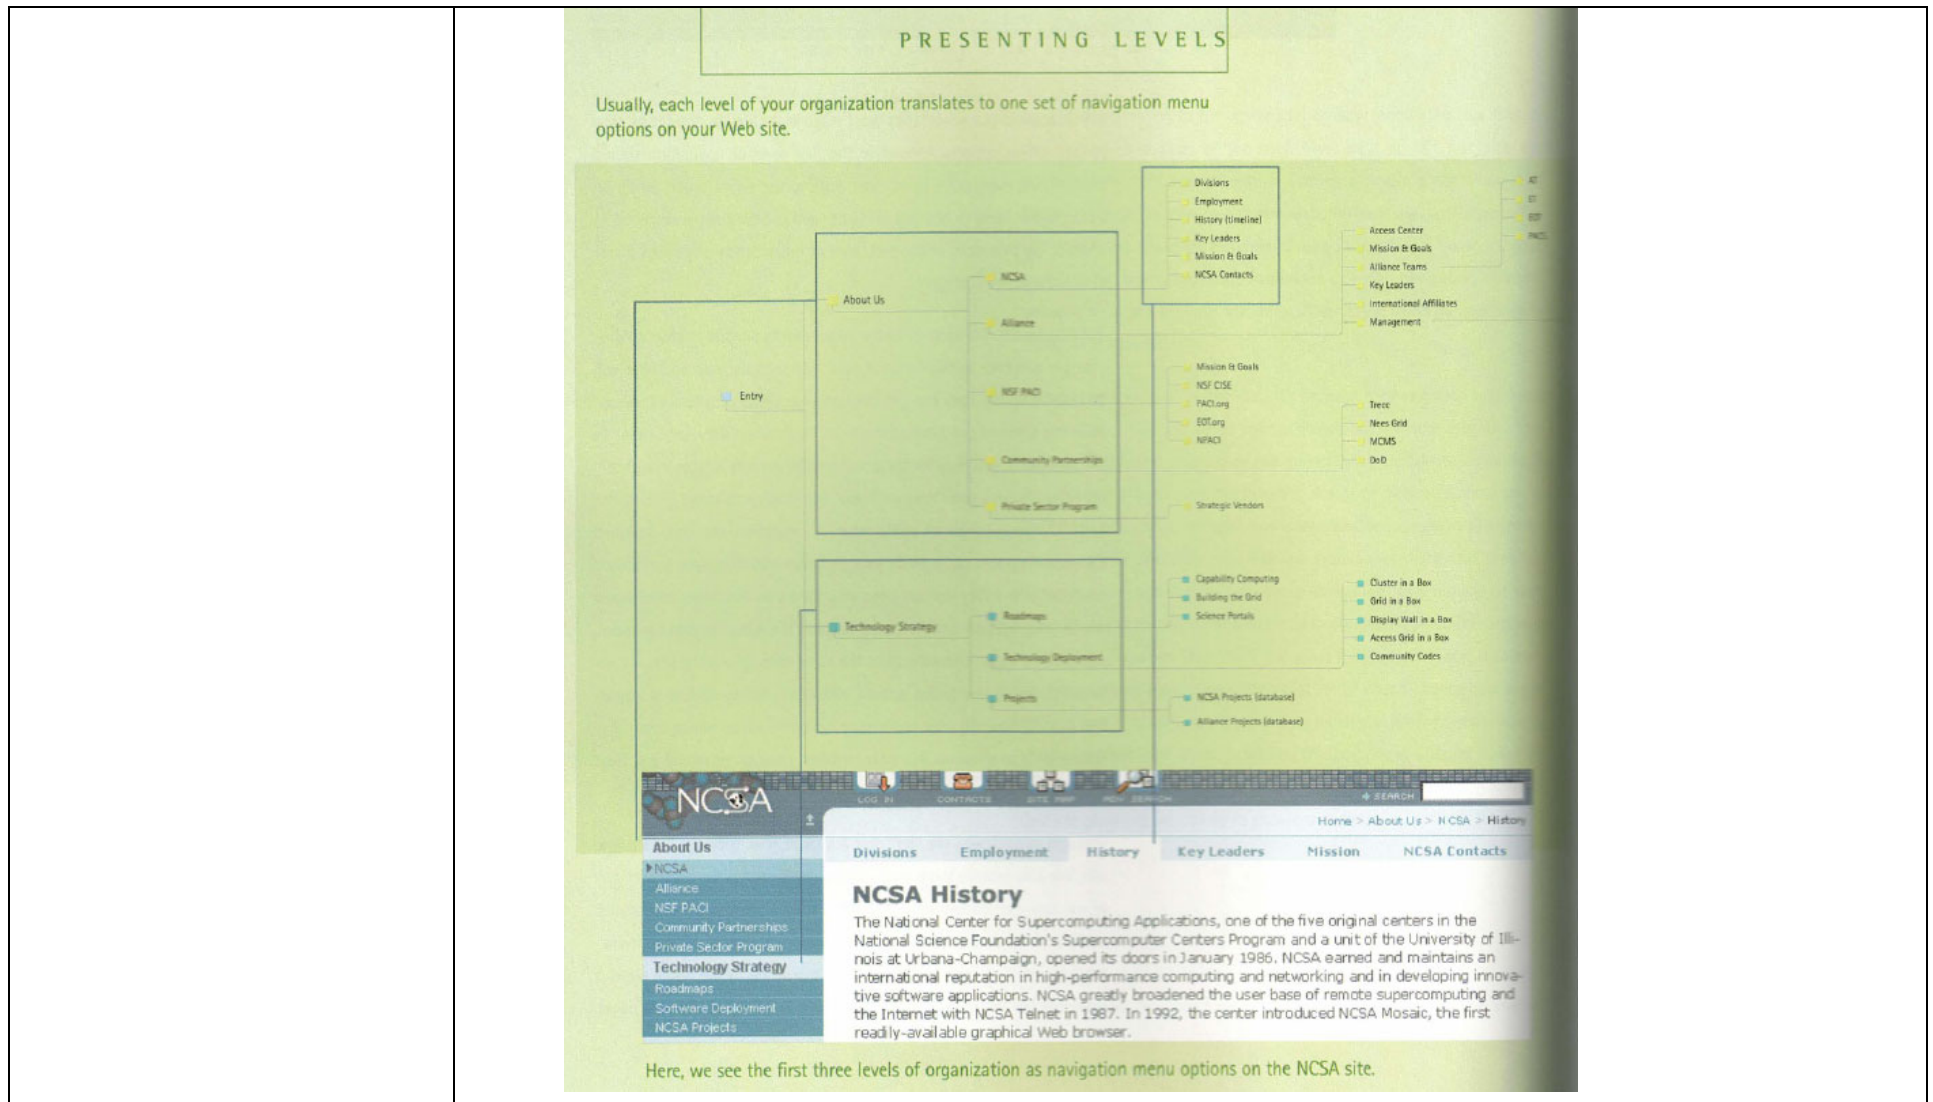 PRESENTING LEVELS
Usually, each level of your organization translates to one set of navigation menu
options on your Web site.
Entry
About Us
NCSA
Divisions
Employment
History (timeline)
Key Leaders
Mission & Goals
NCSA Contacts
Alliance
Access Center
Mission & Goals
Alliance Teams
Key Leaders
International Affiliates
Management
AT
ET
EOT
PACS
NSF PACI
Mission & Goals
NSF CISE
PACI.org
EOT.org
NPACI
Community Partnerships
Trecc
Nees Grid
MCMS
DoD
Private Sector Program
Strategic Vendors
Technology Strategy
Roadmaps
Capability Computing
Building the Grid
Science Portals
Technology Deployment
Cluster in a Box
Grid in a Box
Display Wall in a Box
Access Grid in a Box
Community Codes
Projects
NCSA Projects (database)
Alliance Projects (database)
NCSA
LOG IN
CONTACTS
SITE MAP
ADV SEARCH
SEARCH
Home > About Us > NCSA > History
About Us
NCSA
Alliance
NSF PACI
Community Partnerships
Private Sector Program
Technology Strategy
Roadmaps
Software Deployment
NCSA Projects
Divisions Employment History Key Leaders Mission NCSA Contacts
NCSA History
The National Center for Supercomputing Applications, one of the five original centers in the
National Science Foundation's Supercomputer Centers Program and a unit of the University of Illi-
nois at Urbana-Champaign, opened its doors in January 1986. NCSA earned and maintains an
international reputation in high-performance computing and networking and in developing innova-
tive software applications. NCSA greatly broadened the user base of remote supercomputing and
the Internet with NCSA Telnet in 1987. In 1992, the center introduced NCSA Mosaic, the first
readily-available graphical Web browser.
Here, we see the first three levels of organization as navigation menu options on the NCSA site.